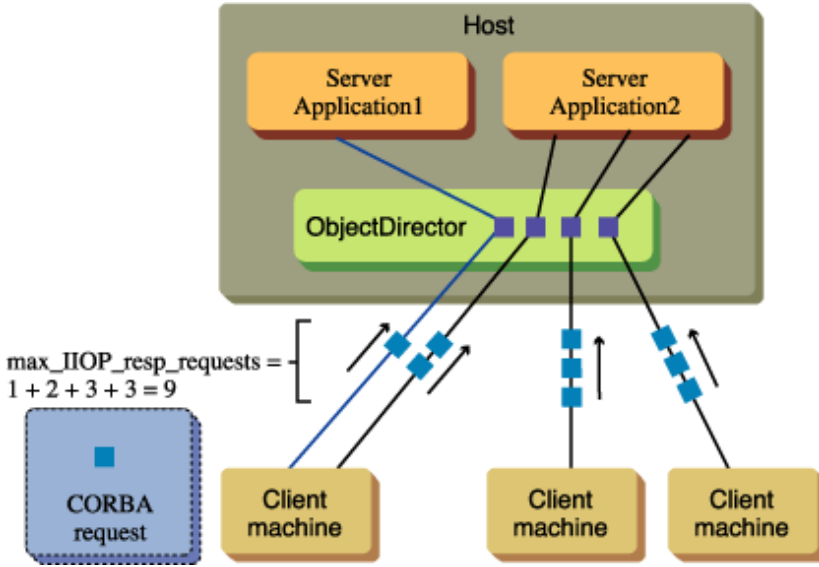 Host
Server
Application1
Server
Application2
ObjectDirector
max_IIOP_resp_requests =
1 + 2 + 3 + 3 = 9
CORBA
request
Client
machine
Client
machine
Client
machine